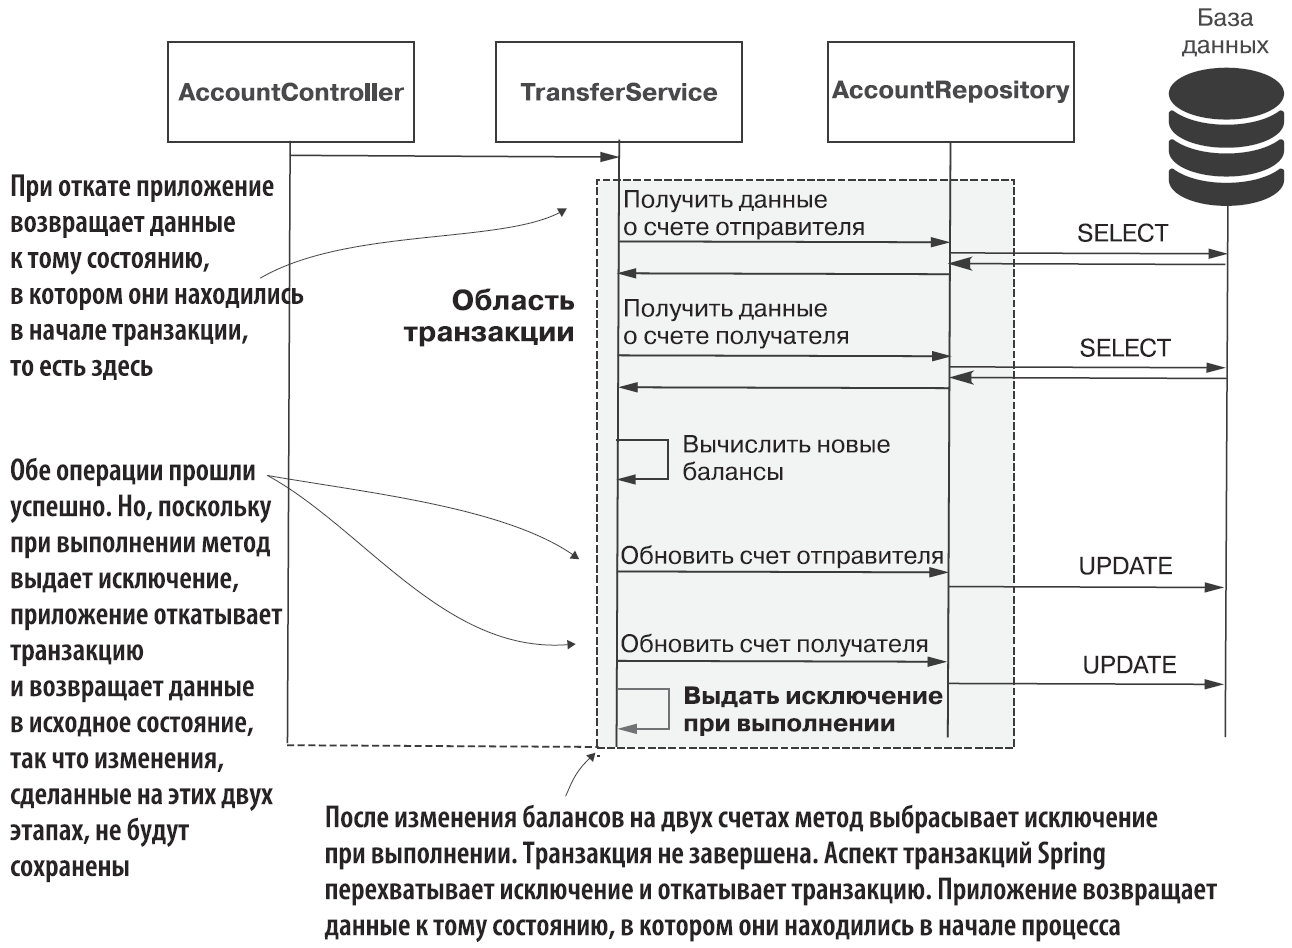 База
данных
AccountController
TransferService
AccountRepository
При откате приложение
возвращает данные
к тому состоянию,
в котором они находились
в начале транзакции,
то есть здесь
Получить данные
о счете отправителя
SELECT
Область
транзакции
Получить данные
о счете получателя
SELECT
Вычислить новые
балансы
Обе операции прошли
успешно. Но, поскольку
при выполнении метод
выдает исключение,
приложение откатывает
транзакцию
и возвращает данные
в исходное состояние,
так что изменения,
сделанные на этих двух
этапах, не будут
сохранены
Обновить счет отправителя
UPDATE
Обновить счет получателя
UPDATE
Выдать исключение
при выполнении
После изменения балансов на двух счетах метод выбрасывает исключение
при выполнении. Транзакция не завершена. Аспект транзакций Spring
перехватывает исключение и откатывает транзакцию. Приложение возвращает
данные к тому состоянию, в котором они находились в начале процесса